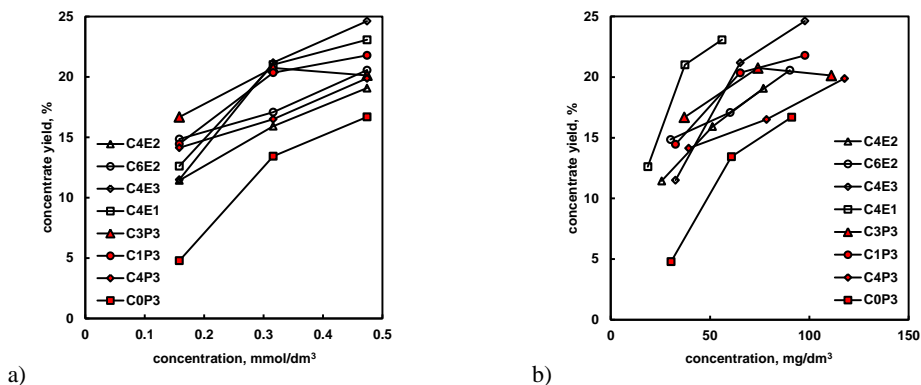 25
20
15
10
5
0
concentrate yield, %
C4E2
C6E2
C4E3
C4E1
C3P3
C1P3
C4P3
C0P3
0 0.1 0.2 0.3 0.4 0.5
concentration, mmol/dm³
a)
25
20
15
10
5
0
concentrate yield, %
C4E2
C6E2
C4E3
C4E1
C3P3
C1P3
C4P3
C0P3
0 50 100 150
concentration, mg/dm³
b)